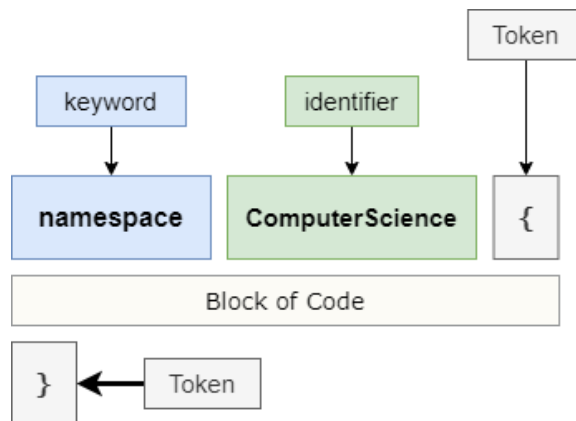 Token
keyword
identifier
namespace
ComputerScience
{
Block of Code
}
Token